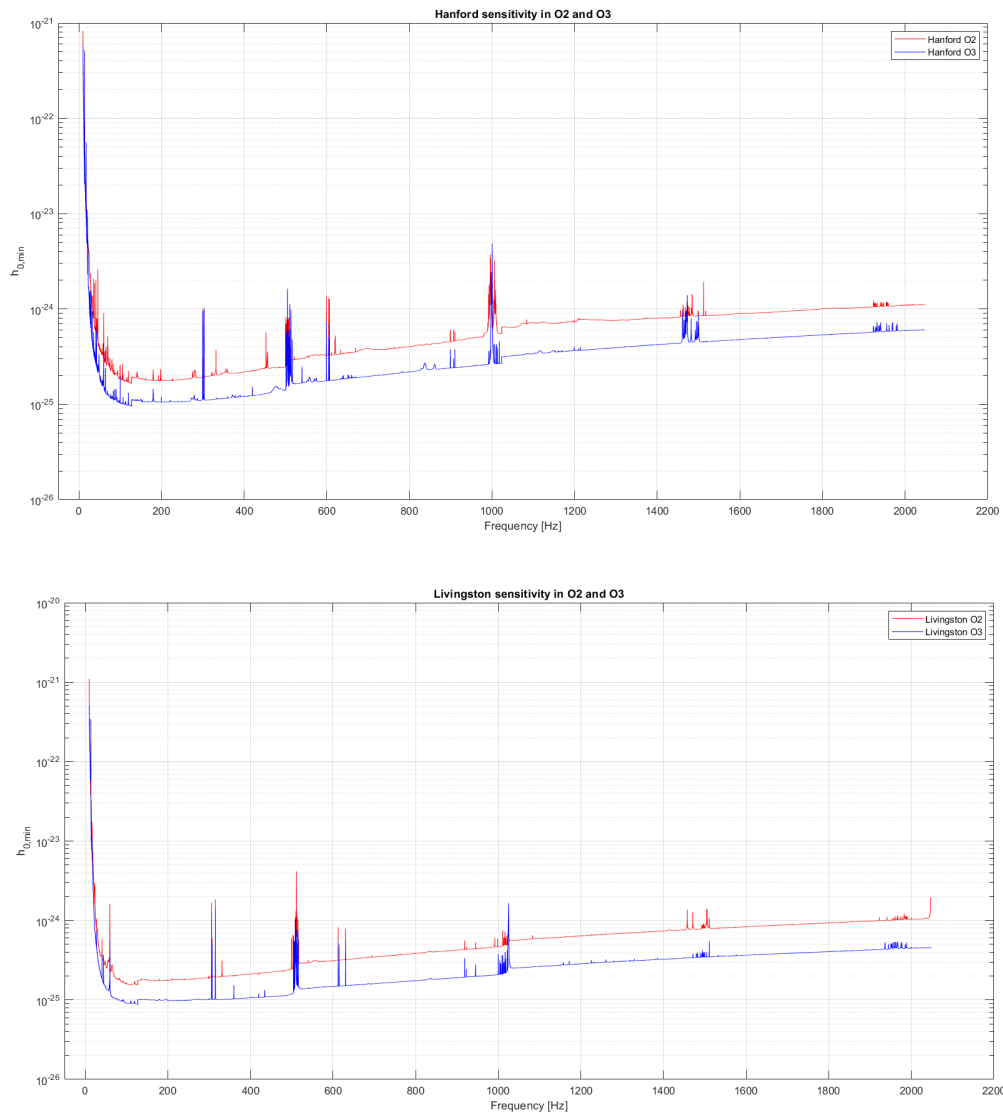 Hanford sensitivity in O2 and O3
10^-21
10^-22
10^-23
10^-24
10^-25
10^-26
h0,min
Hanford O2
Hanford O3
0 200 400 600 800 1000 1200 1400 1600 1800 2000 2200
Frequency [Hz]
Livingston sensitivity in O2 and O3
10^-20
10^-21
10^-22
10^-23
10^-24
10^-25
10^-26
h0,min
Livingston O2
Livingston O3
0 200 400 600 800 1000 1200 1400 1600 1800 2000 2200
Frequency [Hz]